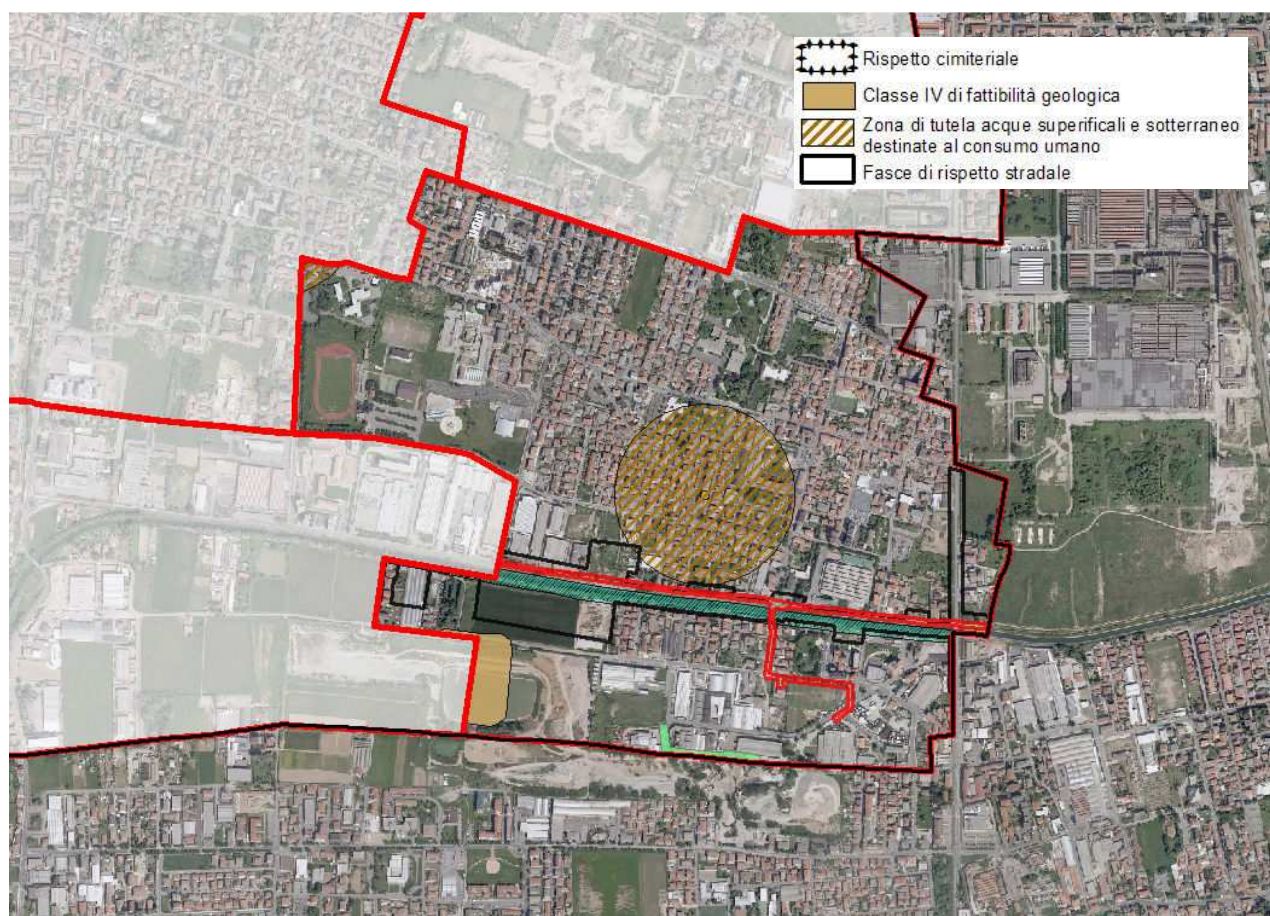 Rispetto cimiteriale
Classe IV di fattibilità geologica
Zona di tutela acque superificali e sotterraneo
destinate al consumo umano
Fasce di rispetto stradale